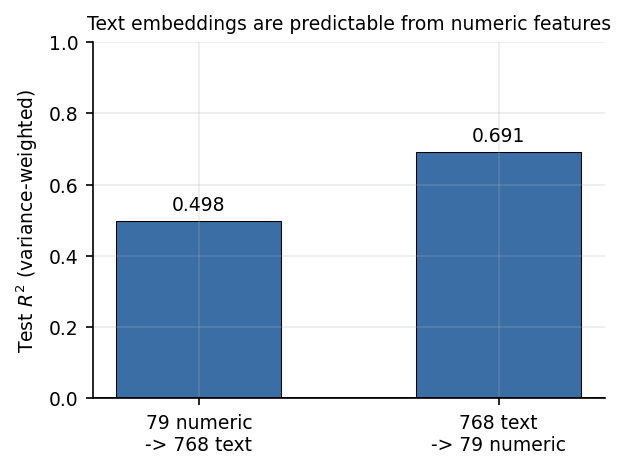 Text embeddings are predictable from numeric features
Test R² (variance-weighted)
1.0
0.8
0.6
0.4
0.2
0.0
0.498
0.691
79 numeric
-> 768 text
768 text
-> 79 numeric